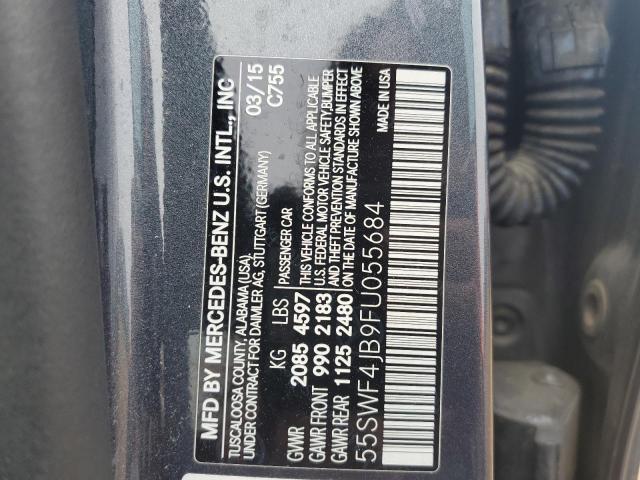 MFD BY MERCEDES-BENZ U.S. INTL., INC
TUSCALOOSA COUNTY, ALABAMA (USA),
UNDER CONTRACT FOR DAIMLER AG, STUTTGART (GERMANY)
03/15
C755
KG LBS
GVWR 2085 4597
GAWR FRONT 990 2183
GAWR REAR 1125 2480
PASSENGER CAR
THIS VEHICLE CONFORMS TO ALL APPLICABLE
U.S. FEDERAL MOTOR VEHICLE SAFETY, BUMPER
AND THEFT PREVENTION STANDARDS IN EFFECT
ON THE DATE OF MANUFACTURE SHOWN ABOVE
55SWF4JB9FU055684
MADE IN USA